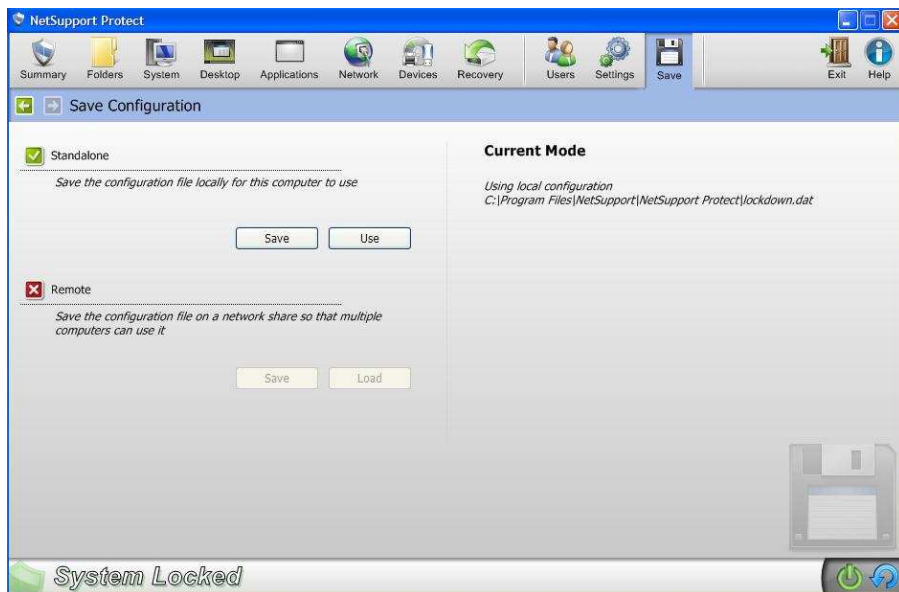 NetSupport Protect
Summary Folders System Desktop Applications Network Devices Recovery Users Settings Save Exit Help
Save Configuration
Standalone
Save the configuration file locally for this computer to use
Save Use
Remote
Save the configuration file on a network share so that multiple
computers can use it
Save Load
Current Mode
Using local configuration
C:\Program Files\NetSupport\NetSupport Protect\lockdown.dat
System Locked